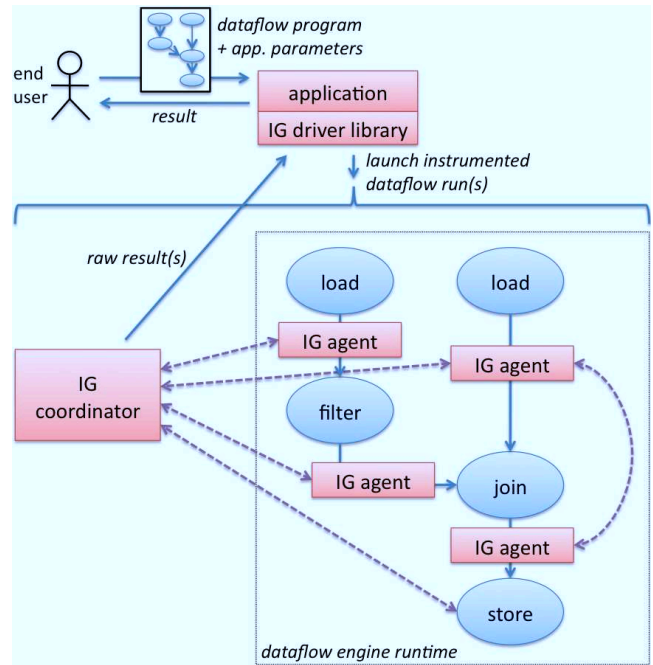 dataflow program
+ app. parameters
end
user
result
application
IG driver library
launch instrumented
dataflow run(s)
raw result(s)
load
load
IG agent
IG agent
IG
coordinator
filter
IG agent
join
IG agent
store
dataflow engine runtime